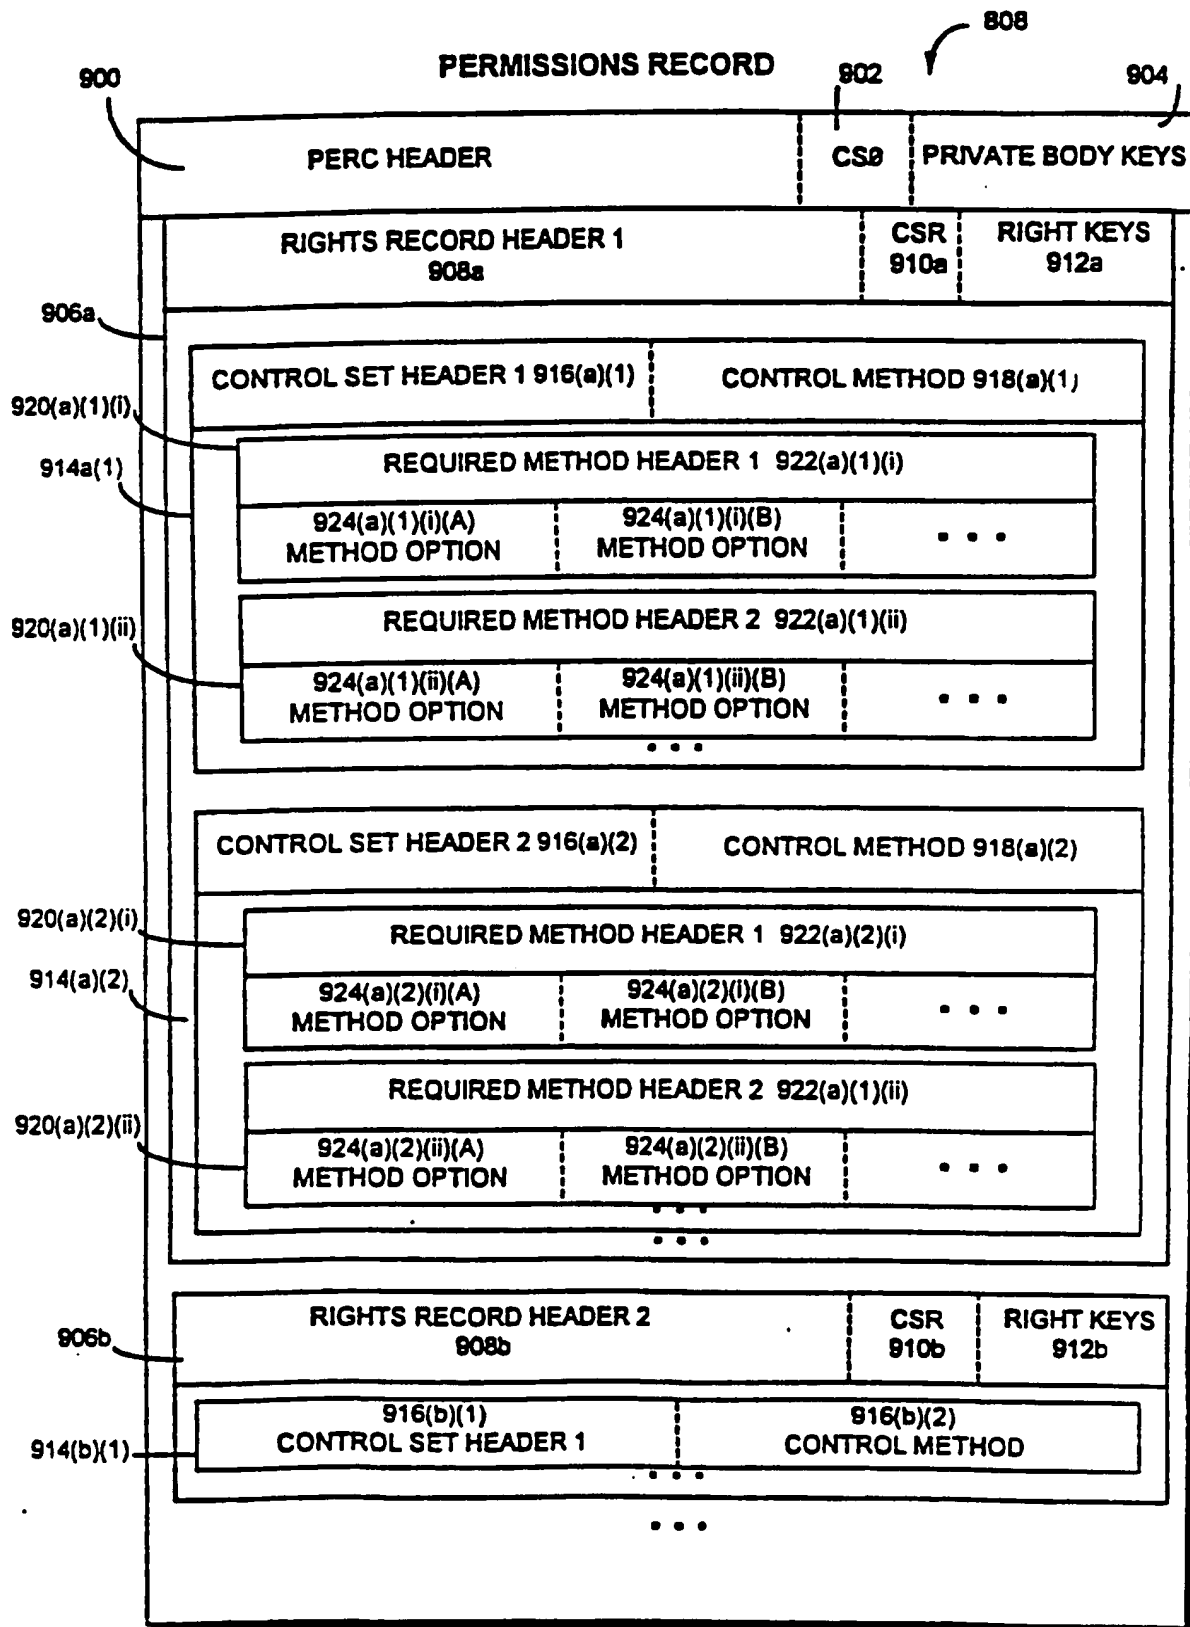 808
PERMISSIONS RECORD
900
902
904
PERC HEADER
CS0
PRIVATE BODY KEYS
RIGHTS RECORD HEADER 1
908a
CSR
910a
RIGHT KEYS
912a
906a
CONTROL SET HEADER 1 916(a)(1)
CONTROL METHOD 918(a)(1)
920(a)(1)(i)
REQUIRED METHOD HEADER 1 922(a)(1)(i)
914a(1)
924(a)(1)(i)(A)
METHOD OPTION
924(a)(1)(i)(B)
METHOD OPTION
• • •
REQUIRED METHOD HEADER 2 922(a)(1)(ii)
920(a)(1)(ii)
924(a)(1)(ii)(A)
METHOD OPTION
924(a)(1)(ii)(B)
METHOD OPTION
• • •
• • •
CONTROL SET HEADER 2 916(a)(2)
CONTROL METHOD 918(a)(2)
920(a)(2)(i)
REQUIRED METHOD HEADER 1 922(a)(2)(i)
914(a)(2)
924(a)(2)(i)(A)
METHOD OPTION
924(a)(2)(i)(B)
METHOD OPTION
• • •
REQUIRED METHOD HEADER 2 922(a)(1)(ii)
920(a)(2)(ii)
924(a)(2)(ii)(A)
METHOD OPTION
924(a)(2)(ii)(B)
METHOD OPTION
• • •
• • •
• • •
RIGHTS RECORD HEADER 2
908b
CSR
910b
RIGHT KEYS
912b
906b
916(b)(1)
CONTROL SET HEADER 1
916(b)(2)
CONTROL METHOD
914(b)(1)
• • •
• • •